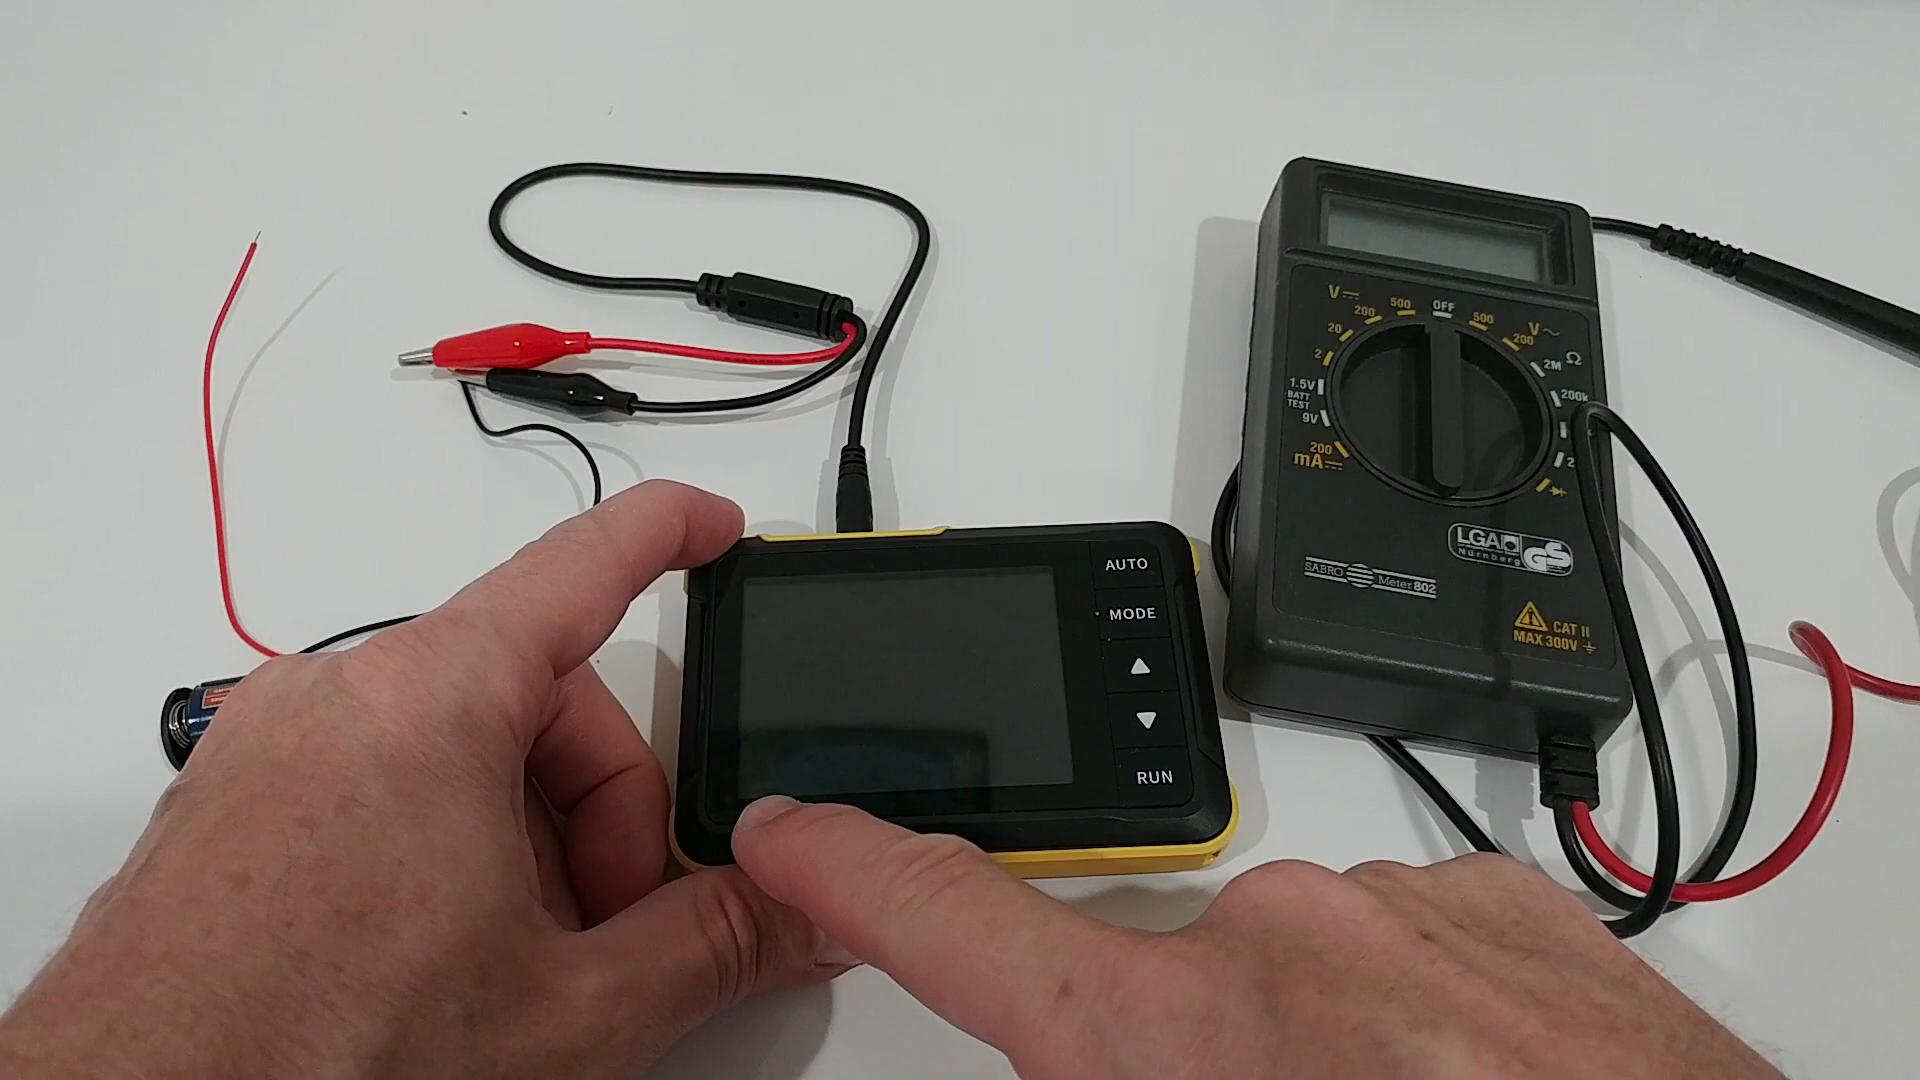 AUTO
MODE
RUN
OFF
V
500
200
20
2
1.5V
BATT
TEST
9V
200
mA
500
V~
200
Ω
2M
200k
2
LGA
Nürnberg
GS
SABRO
Meter 802
CAT II
MAX 300V